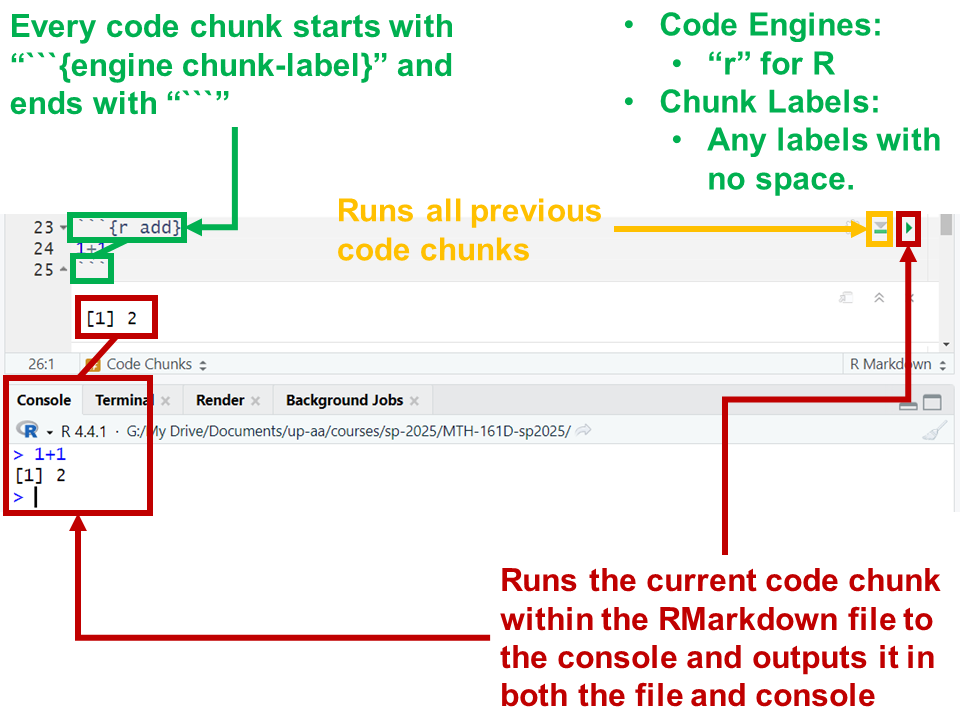 Every code chunk starts with
“```{engine chunk-label}” and
ends with “```”
• Code Engines:
• “r” for R
• Chunk Labels:
• Any labels with
no space.
Runs all previous
code chunks
23 ```{r add}
24 1+1
25 ```
[1] 2
26:1 Code Chunks R Markdown
Console Terminal Render Background Jobs
R R 4.4.1 · G:/My Drive/Documents/up-aa/courses/sp-2025/MTH-161D-sp2025/
> 1+1
[1] 2
>
Runs the current code chunk
within the RMarkdown file to
the console and outputs it in
both the file and console